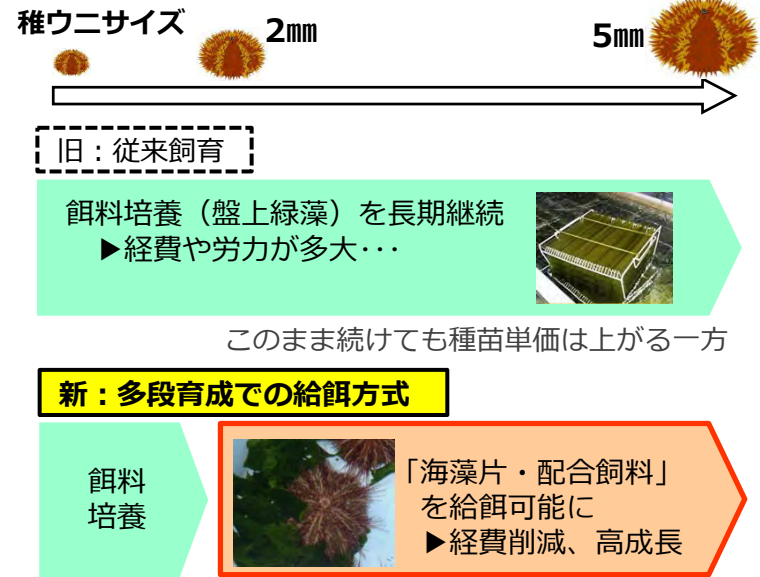 稚ウニサイズ
2㎜
5㎜
旧：従来飼育
餌料培養（盤上緑藻）を長期継続
▶経費や労力が多大･･･
このまま続けても種苗単価は上がる一方
新：多段育成での給餌方式
餌料
培養
「海藻片・配合飼料」
を給餌可能に
▶経費削減、高成長